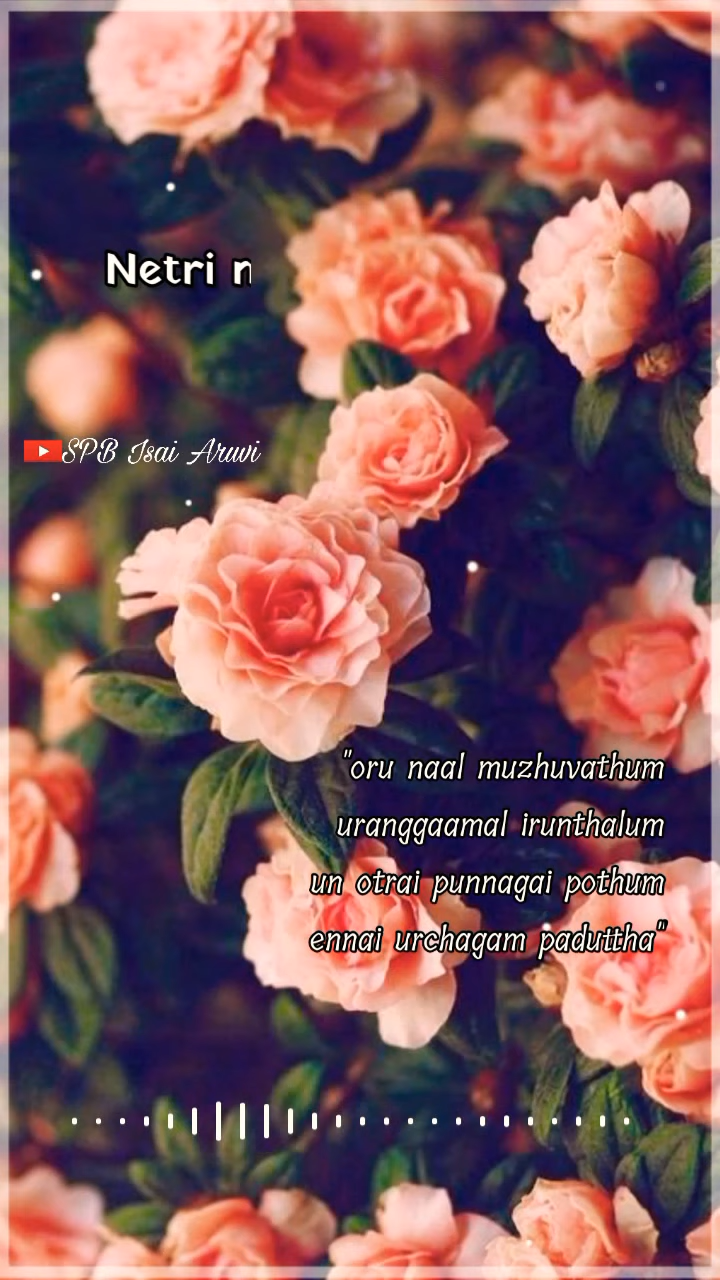 Netri
SPB Isai Aruvi
"oru naal muzhuvathum
uranggaamal irunthalum
un otrai punnagai pothum
ennai urchagam paduttha"